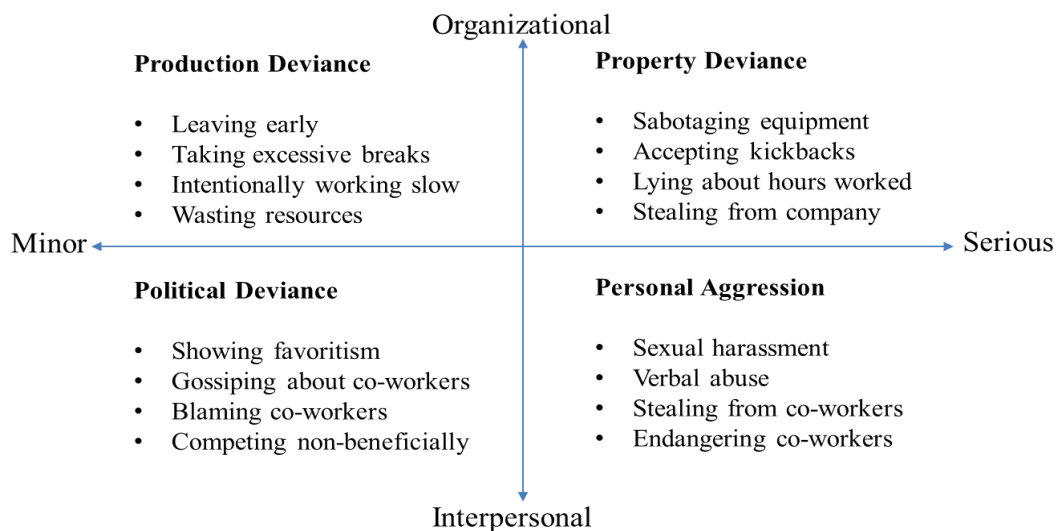 Organizational
Production Deviance
• Leaving early
• Taking excessive breaks
• Intentionally working slow
• Wasting resources
Property Deviance
• Sabotaging equipment
• Accepting kickbacks
• Lying about hours worked
• Stealing from company
Minor
Serious
Political Deviance
• Showing favoritism
• Gossiping about co-workers
• Blaming co-workers
• Competing non-beneficially
Personal Aggression
• Sexual harassment
• Verbal abuse
• Stealing from co-workers
• Endangering co-workers
Interpersonal